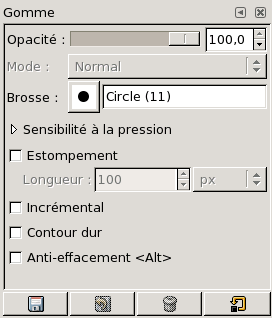 Gomme
Opacité : 100,0
Mode : Normal
Brosse : Circle (11)
Sensibilité à la pression
Estompement
Longueur : 100 px
Incrémental
Contour dur
Anti-effacement <Alt>